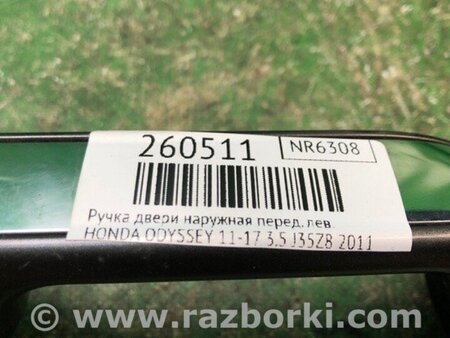 260511
NR6308
Ручка двери наружная перед. лев.
HONDA ODYSSEY 11-17 3.5 J35Z8 2011
© www.razborki.com